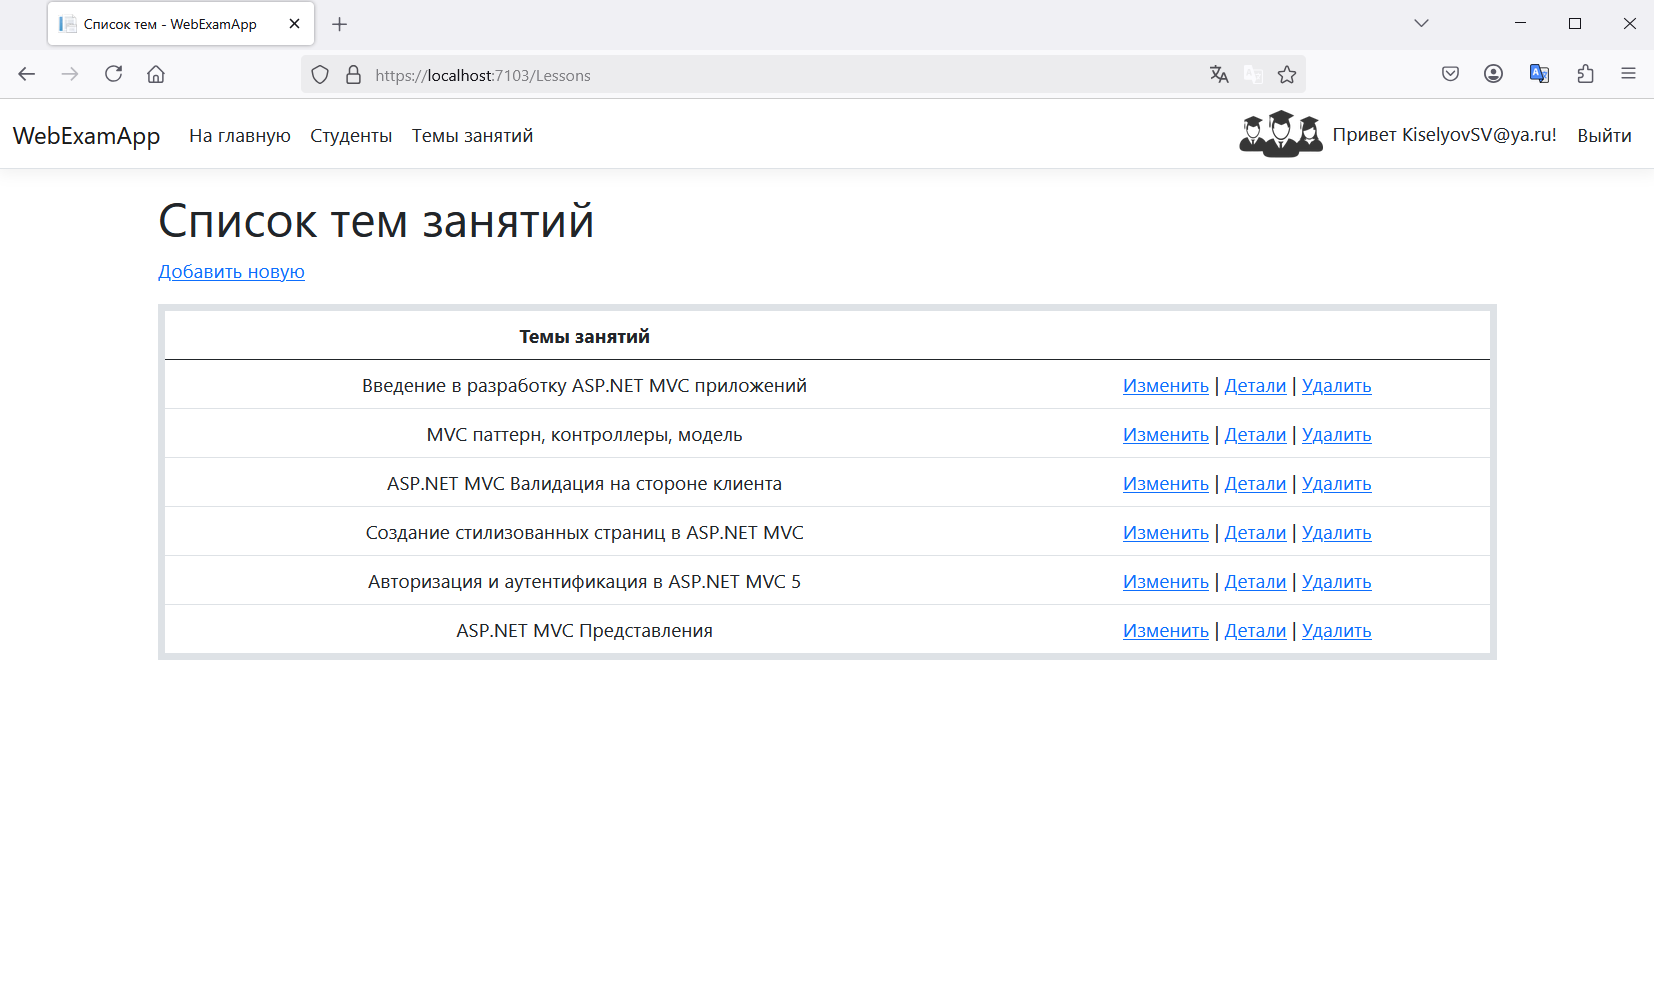 Список тем - WebExamApp
https://localhost:7103/Lessons
WebExamApp На главную Студенты Темы занятий Привет KiselyovSV@ya.ru! Выйти
Список тем занятий
Добавить новую
Темы занятий
Введение в разработку ASP.NET MVC приложений Изменить | Детали | Удалить
MVC паттерн, контроллеры, модель Изменить | Детали | Удалить
ASP.NET MVC Валидация на стороне клиента Изменить | Детали | Удалить
Создание стилизованных страниц в ASP.NET MVC Изменить | Детали | Удалить
Авторизация и аутентификация в ASP.NET MVC 5 Изменить | Детали | Удалить
ASP.NET MVC Представления Изменить | Детали | Удалить